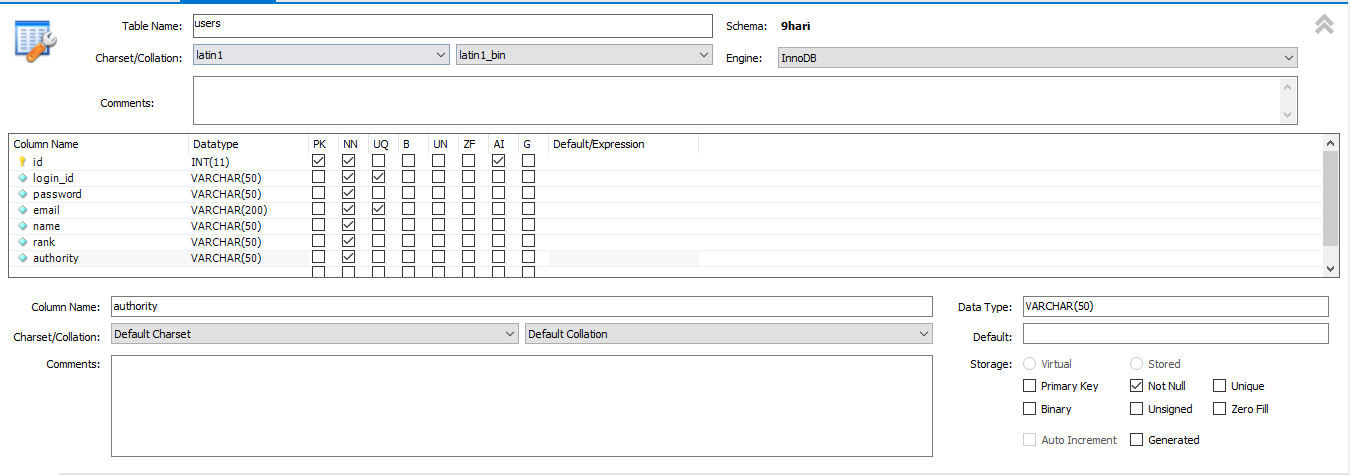 Table Name: users Schema: 9hari
Charset/Collation: latin1 latin1_bin Engine: InnoDB
Comments:
Column Name Datatype PK NN UQ B UN ZF AI G Default/Expression
id INT(11)
login_id VARCHAR(50)
password VARCHAR(50)
email VARCHAR(200)
name VARCHAR(50)
rank VARCHAR(50)
authority VARCHAR(50)
Column Name: authority Data Type: VARCHAR(50)
Charset/Collation: Default Charset Default Collation Default:
Comments: Storage: Virtual Stored
Primary Key Not Null Unique
Binary Unsigned Zero Fill
Auto Increment Generated